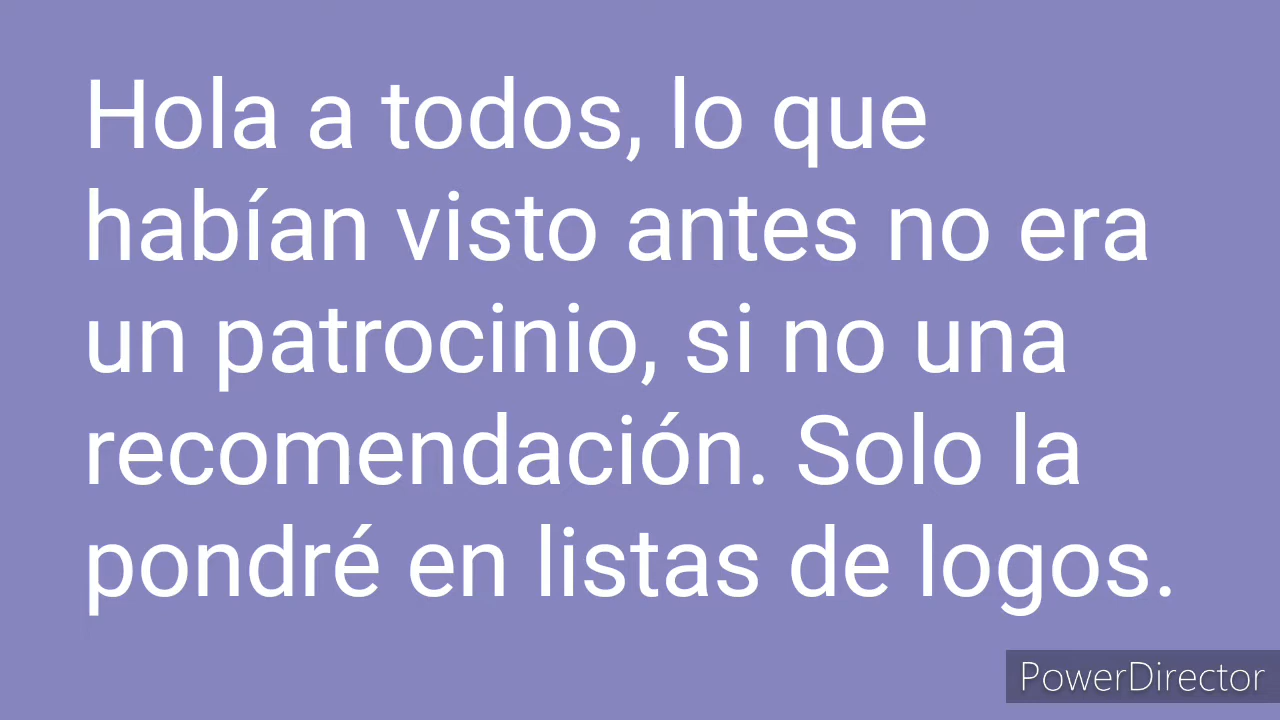 Hola a todos, lo que
habían visto antes no era
un patrocinio, si no una
recomendación. Solo la
pondré en listas de logos.
PowerDirector